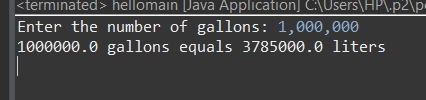 <terminated> hellomain [Java Application] C:\Users\HP\.p2\p
Enter the number of gallons: 1,000,000
1000000.0 gallons equals 3785000.0 liters